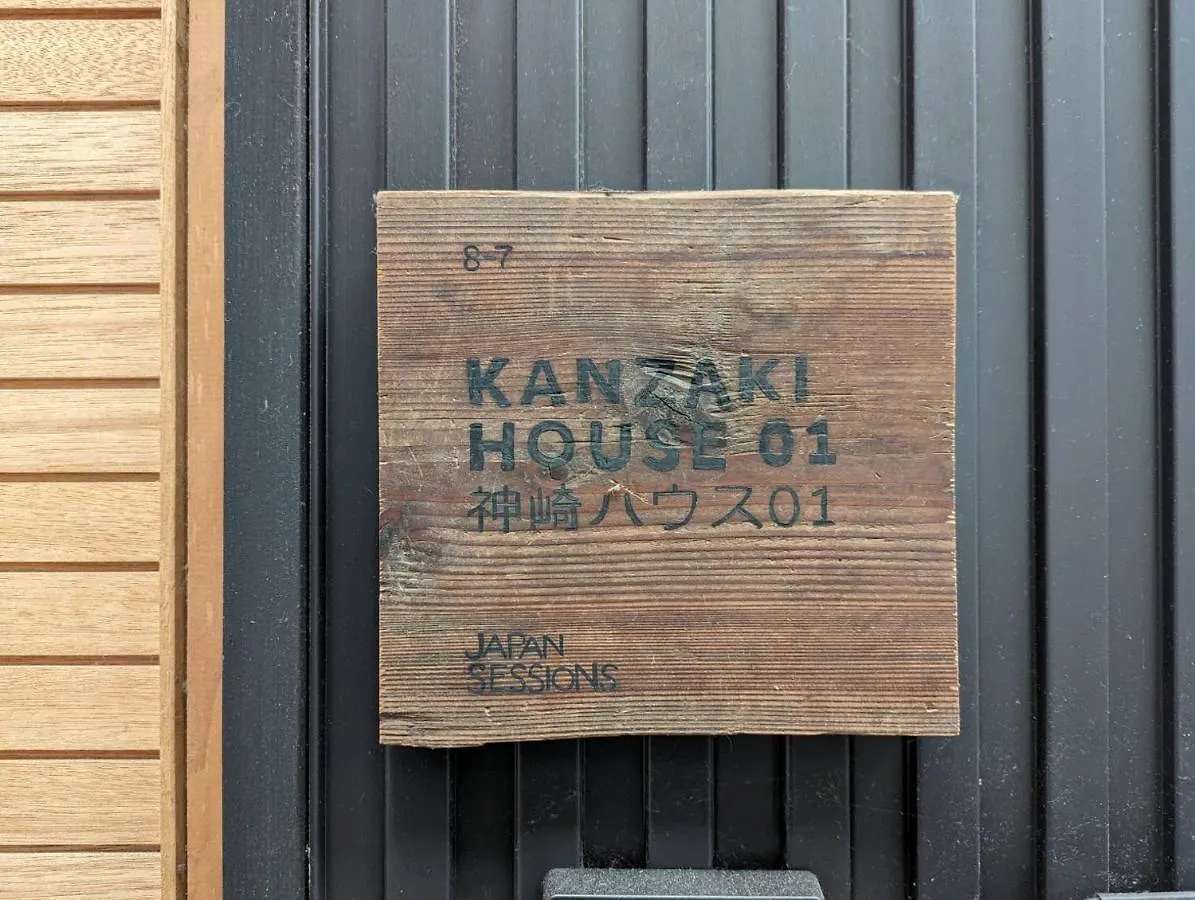 8-7
KANZAKI
HOUSE 01
神崎ハウス01
JAPAN
SESSIONS